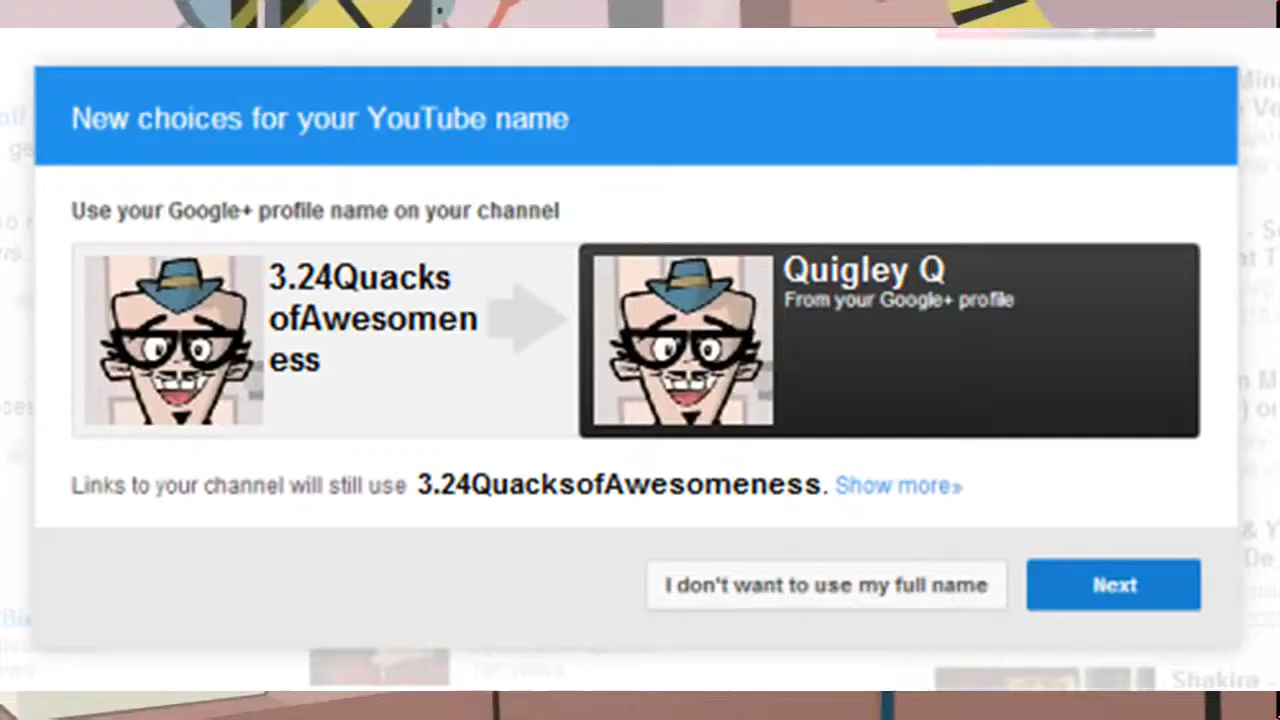 New choices for your YouTube name
Use your Google+ profile name on your channel
3.24Quacks
ofAwesomen
ess
Quigley Q
From your Google+ profile
Links to your channel will still use 3.24QuacksofAwesomeness. Show more»
I don't want to use my full name
Next
Shakira -